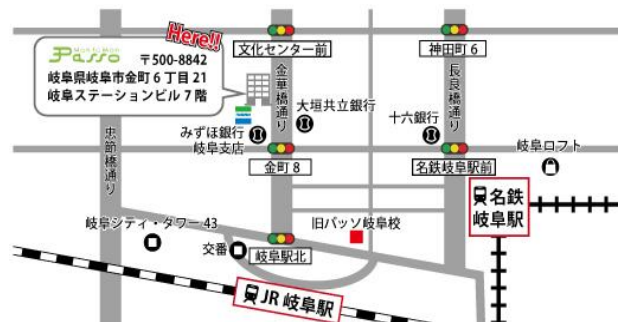 Here!!
Man to Man
Passo
〒500-8842
岐阜県岐阜市金町6丁目21
岐阜ステーションビル7階
文化センター前
神田町6
金華橋通り
長良橋通り
忠節橋通り
大垣共立銀行
十六銀行
みずほ銀行
岐阜支店
金町8
名鉄岐阜駅前
岐阜ロフト
名鉄
岐阜駅
岐阜シティ・タワー43
旧パッソ岐阜校
交番
岐阜駅北
JR岐阜駅